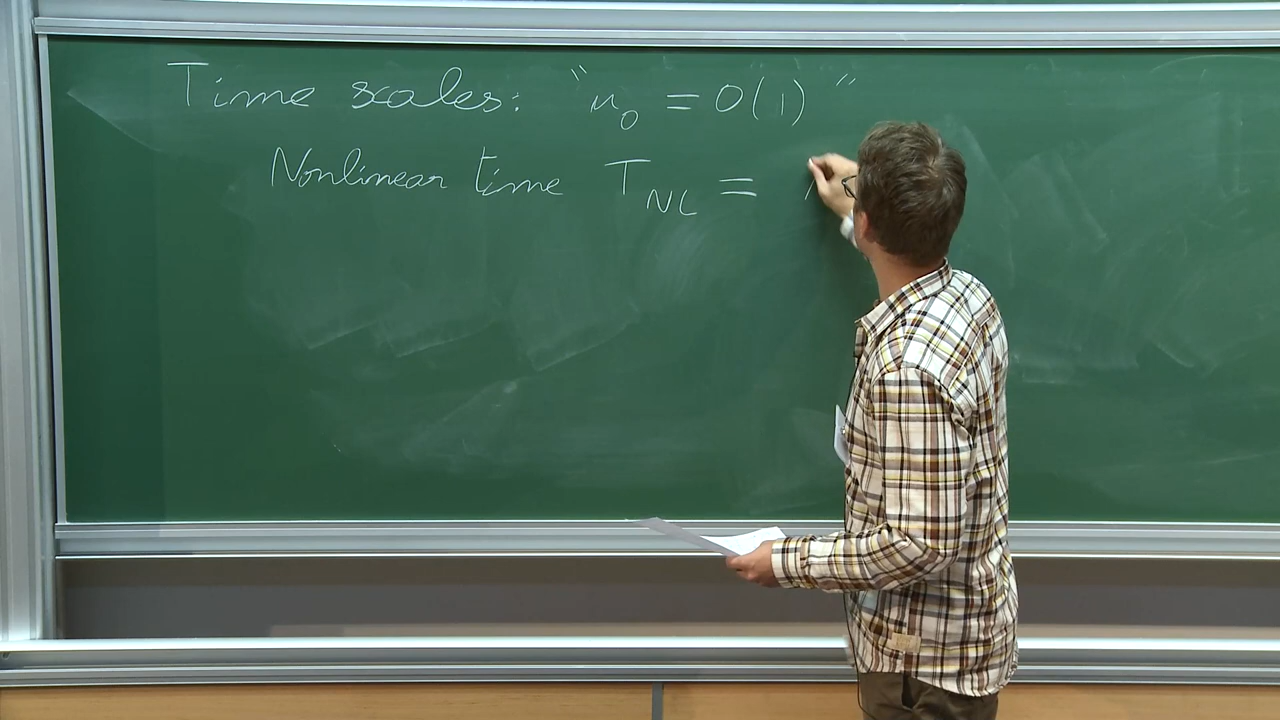 Time scales: "u₀ = O(1)"
Nonlinear time T_NL =